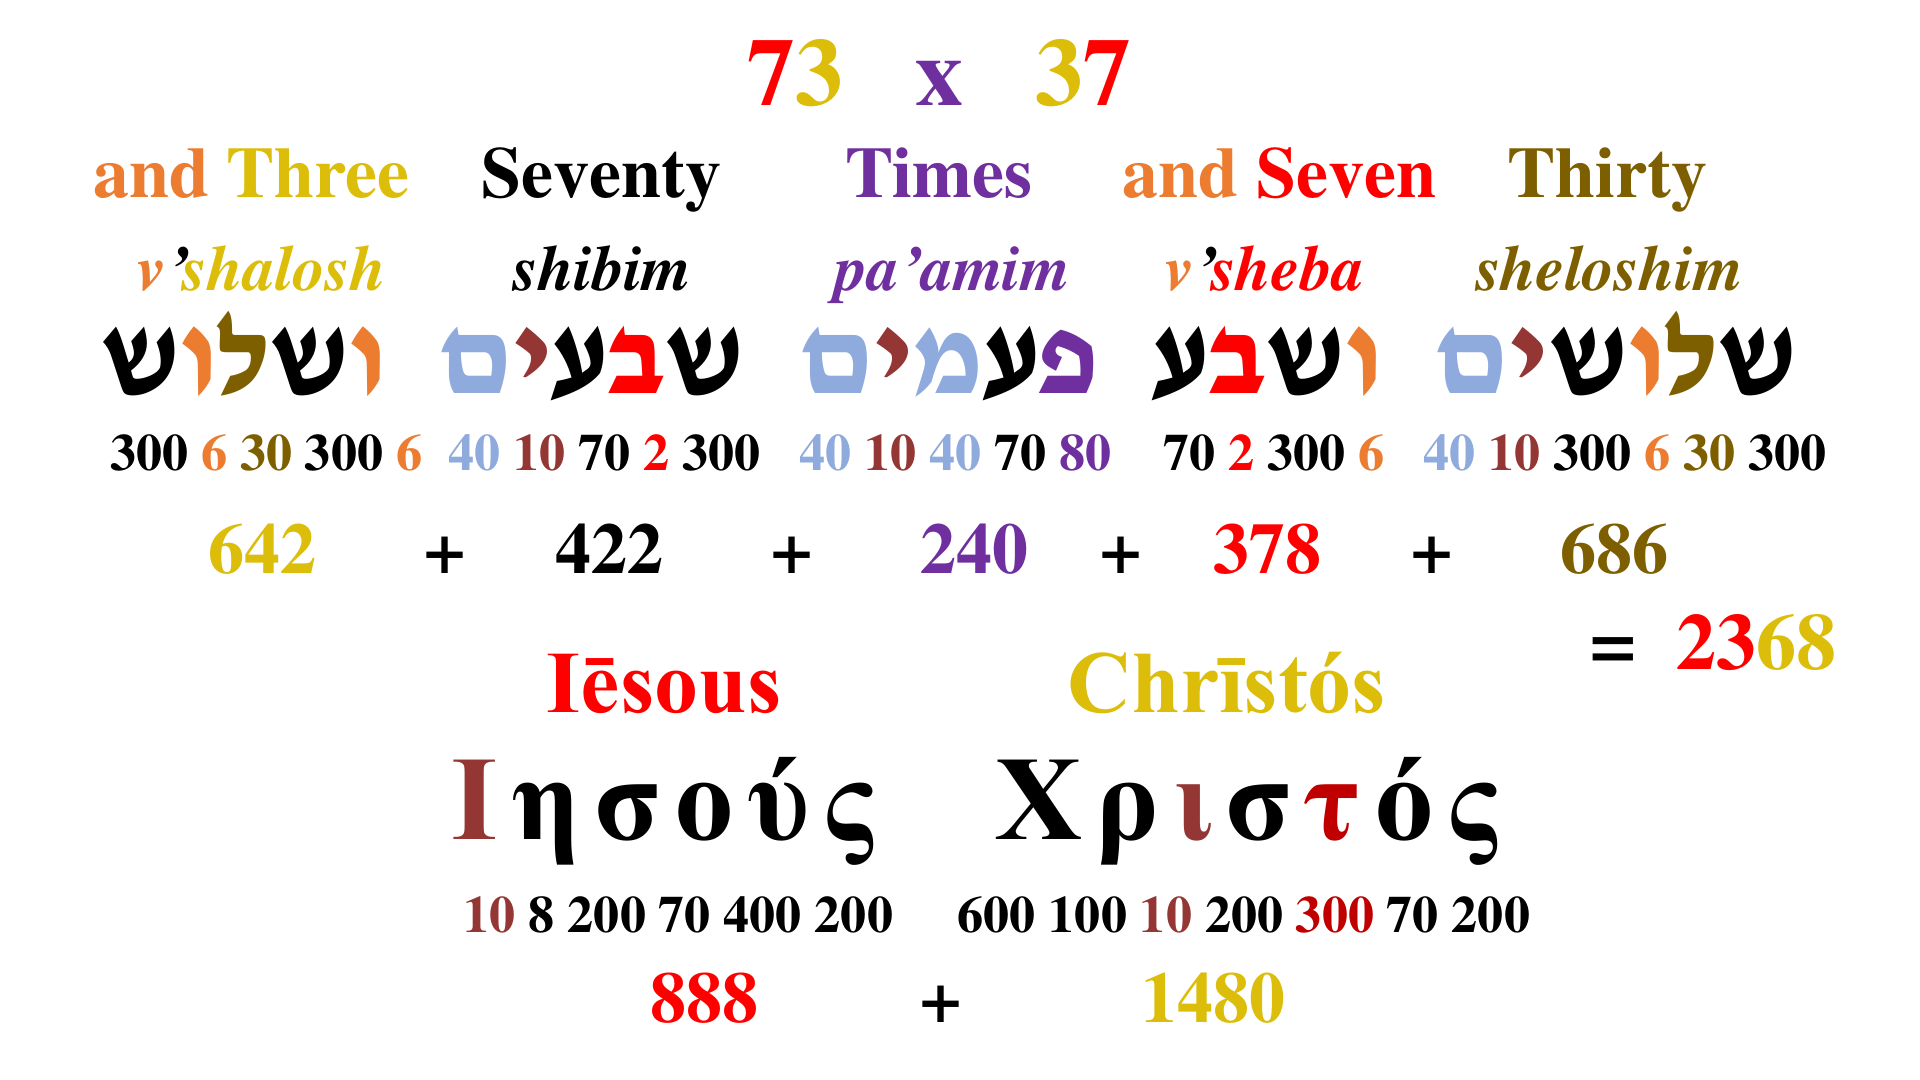 73 x 37
and Three Seventy Times and Seven Thirty
v’shalosh shibim pa’amim v’sheba sheloshim
שלושים ושבע פעמים שבעים ושלוש
300 6 30 300 6 40 10 70 2 300 40 10 40 70 80 70 2 300 6 40 10 300 6 30 300
642 + 422 + 240 + 378 + 686
= 2368
Iēsous Chrīstós
Ιησούς Χριστός
10 8 200 70 400 200 600 100 10 200 300 70 200
888 + 1480